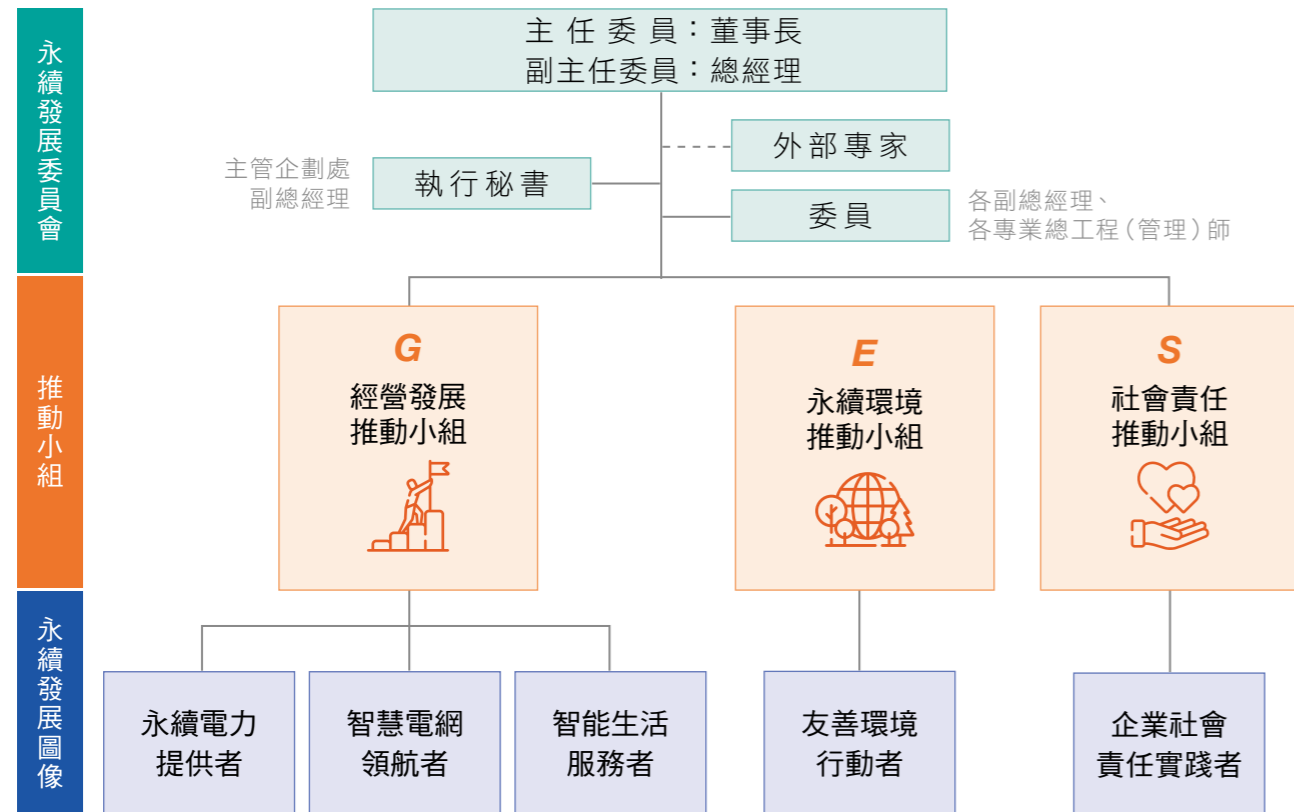 永續發展委員會
主任委員：董事長
副主任委員：總經理
外部專家
主管企劃處
副總經理
執行秘書
委員
各副總經理、
各專業總工程（管理）師
推動小組
G
經營發展
推動小組
E
永續環境
推動小組
S
社會責任
推動小組
永續發展圖像
永續電力
提供者
智慧電網
領航者
智能生活
服務者
友善環境
行動者
企業社會
責任實踐者